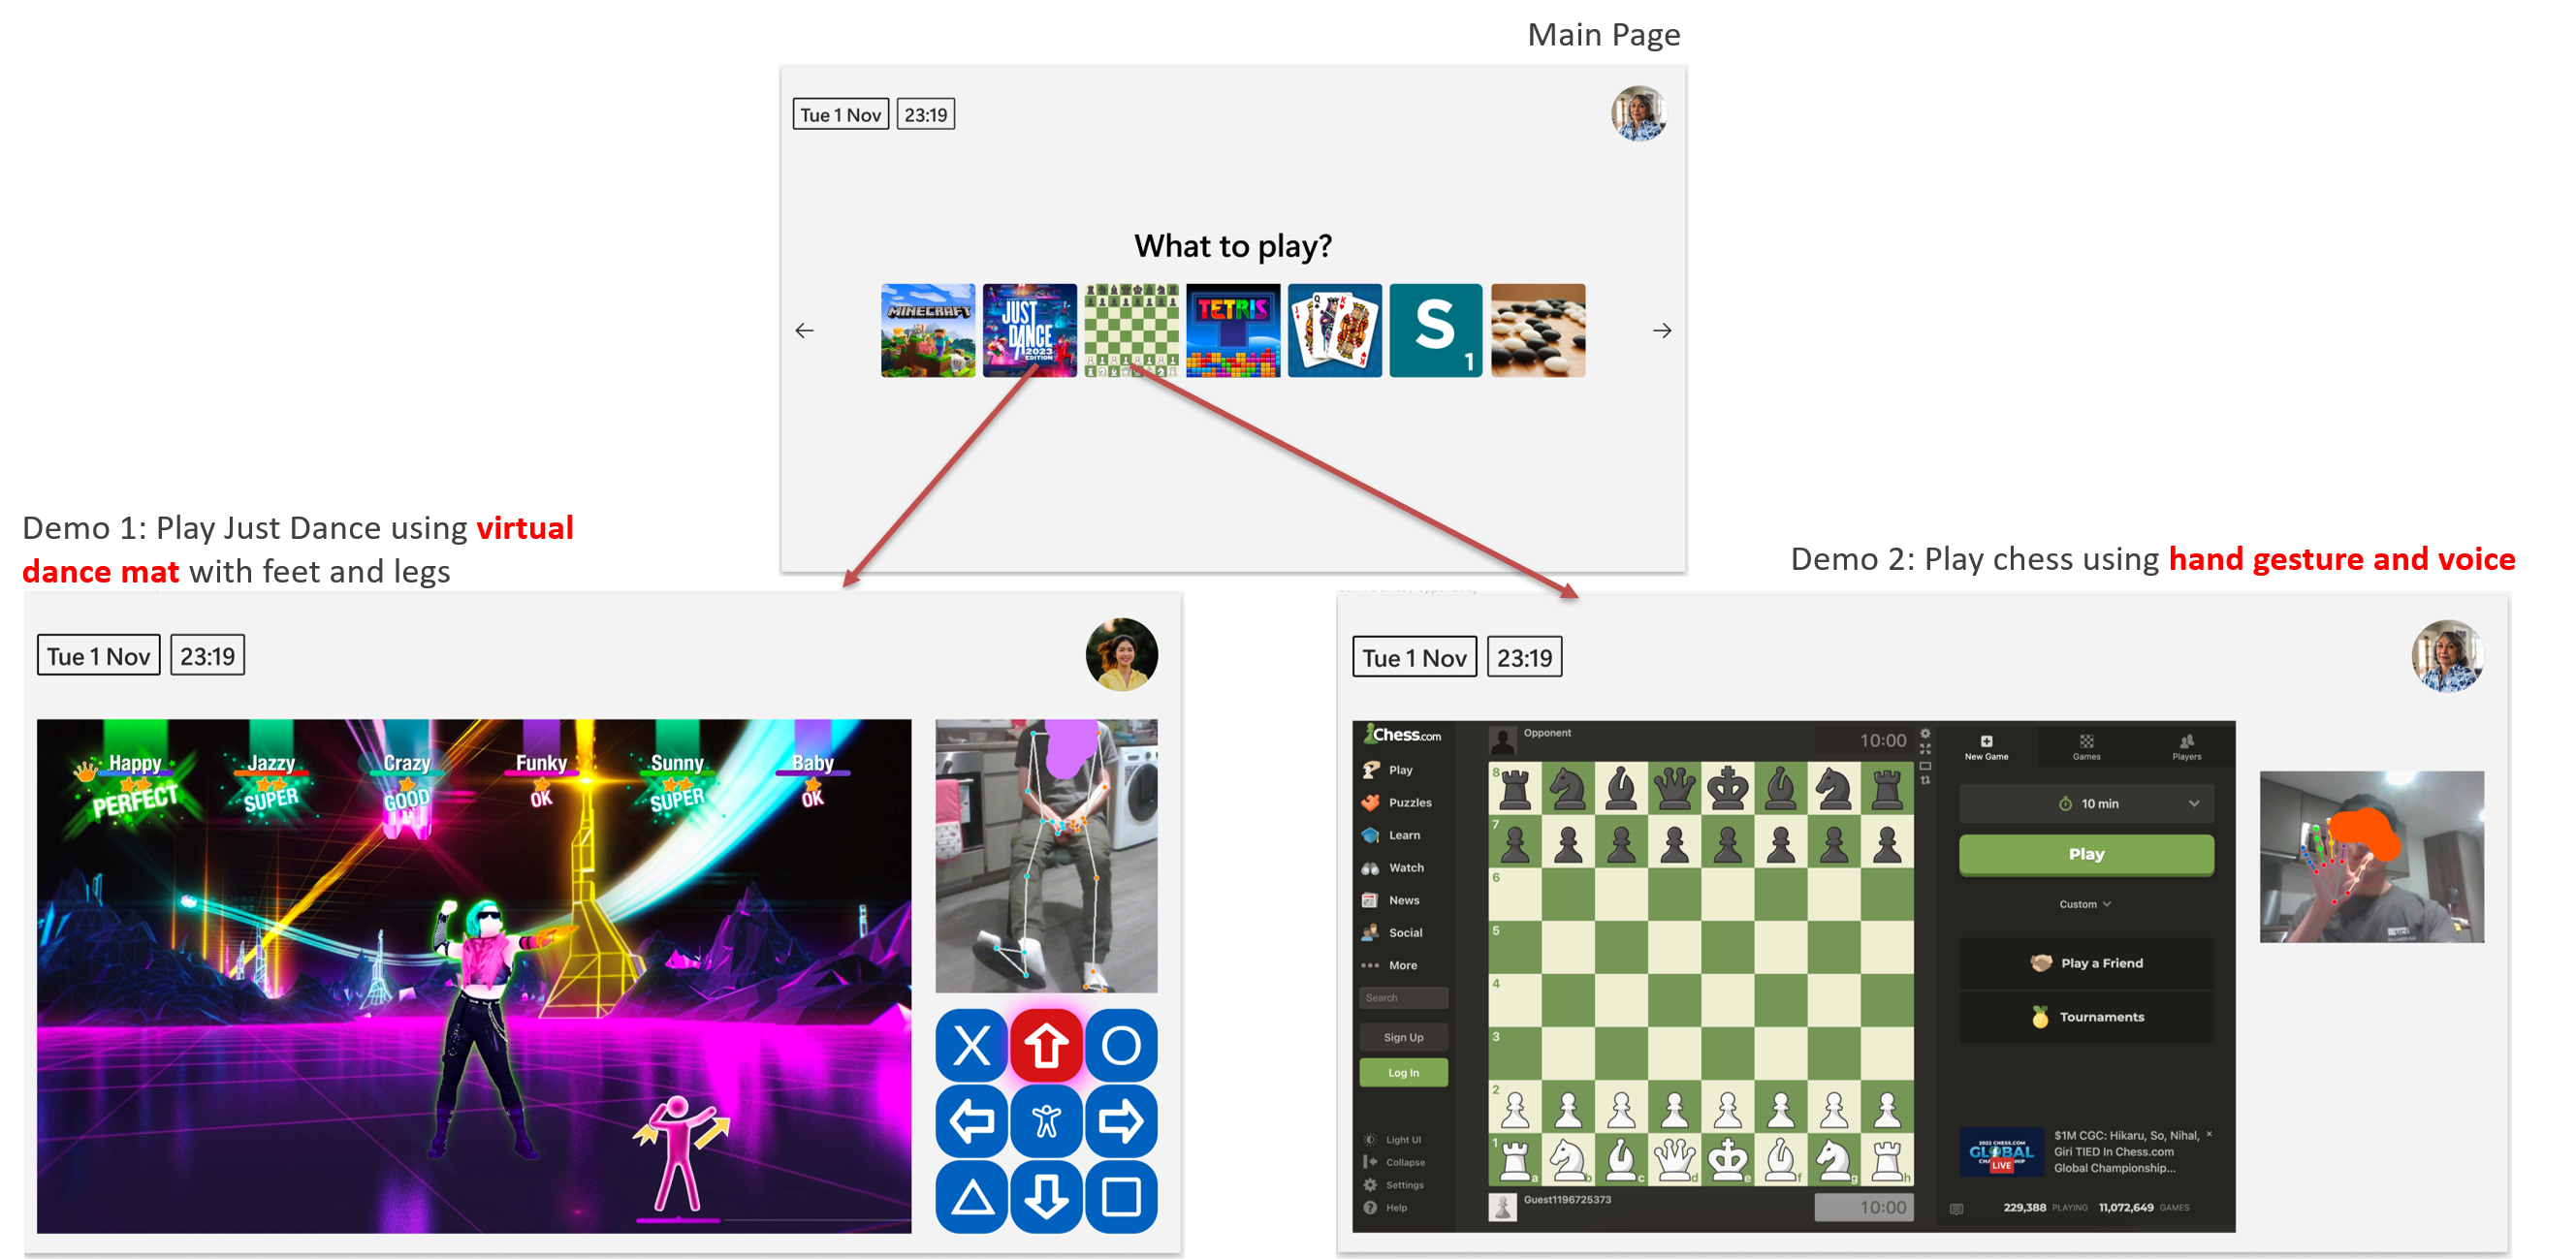 Main Page
Tue 1 Nov
23:19
What to play?
MINECRAFT
JUST
DANCE
2023
EDITION
TETRIS
S
1
Demo 1: Play Just Dance using virtual
dance mat with feet and legs
Tue 1 Nov
23:19
Happy
PERFECT
Jazzy
SUPER
Crazy
GOOD
Funky
OK
Sunny
SUPER
Baby
OK
X
O
Demo 2: Play chess using hand gesture and voice
Tue 1 Nov
23:19
Chess.com
Play
Puzzles
Learn
Watch
News
Social
More
Search
Sign Up
Log In
Light UI
Collapse
Settings
Help
Opponent
10:00
8
7
6
5
4
3
2
1
a
b
c
d
e
f
g
h
Guest1196725373
10:00
New Game
Games
Players
10 min
Play
Custom
Play a Friend
Tournaments
2022 CHESS.COM
GLOBAL
LIVE
$1M CGC: Hikaru, So, Nihal,
Giri TIED In Chess.com
Global Championship...
229,388 PLAYING 11,072,649 GAMES